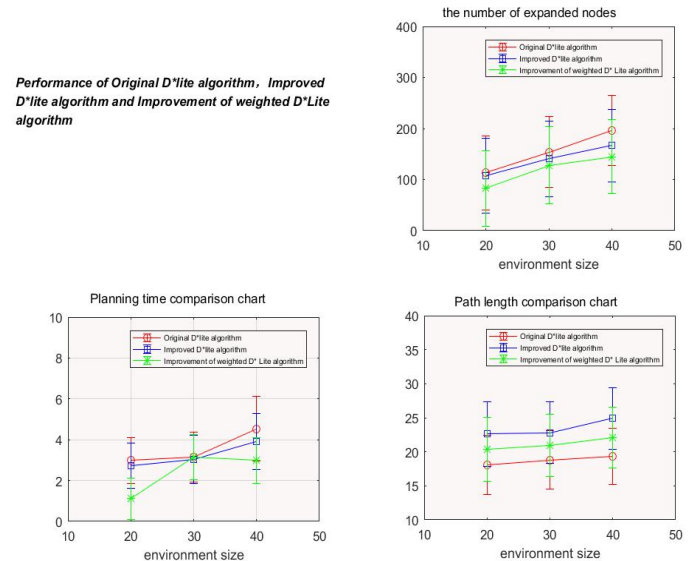 the number of expanded nodes
400
300
200
100
0
Original D*lite algorithm
Improved D*lite algorithm
Improvement of weighted D* Lite algorithm
10 20 30 40 50
environment size
Performance of Original D*lite algorithm，Improved
D*lite algorithm and Improvement of weighted D*Lite
algorithm
Planning time comparison chart
10
8
6
4
2
0
Original D*lite algorithm
Improved D*lite algorithm
Improvement of weighted D* Lite algorithm
10 20 30 40 50
environment size
Path length comparison chart
40
35
30
25
20
15
10
Original D*lite algorithm
Improved D*lite algorithm
Improvement of weighted D* Lite algorithm
10 20 30 40 50
environment size